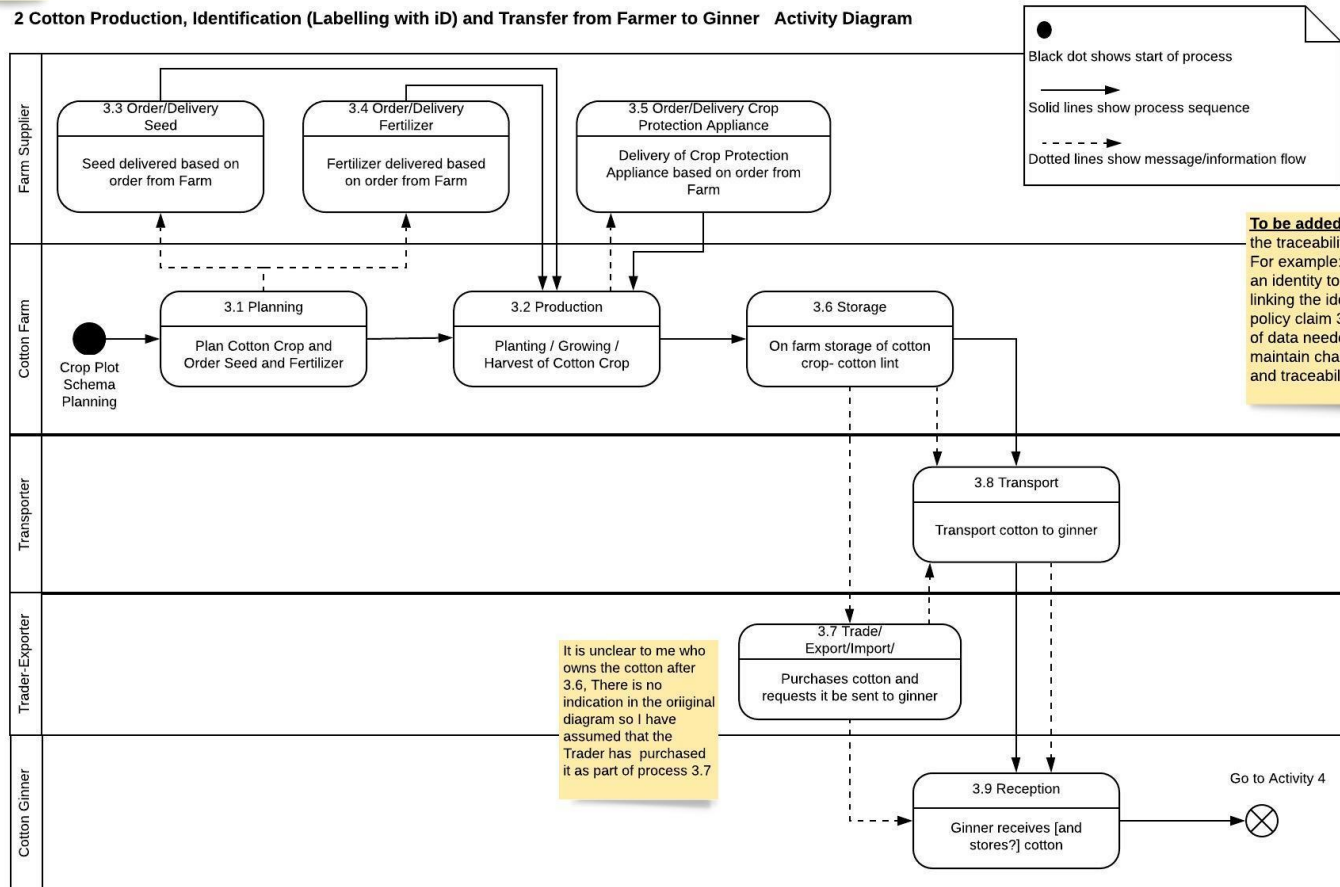 2 Cotton Production, Identification (Labelling with iD) and Transfer from Farmer to Ginner   Activity Diagram
Black dot shows start of process
Solid lines show process sequence
Dotted lines show message/information flow
Farm Supplier
3.3 Order/Delivery
Seed
Seed delivered based on
order from Farm
3.4 Order/Delivery
Fertilizer
Fertilizer delivered based
on order from Farm
3.5 Order/Delivery Crop
Protection Appliance
Delivery of Crop Protection
Appliance based on order from
Farm
To be added
the traceabili
For example:
an identity to
linking the ide
policy claim 3
of data neede
maintain cha
and traceabil
Cotton Farm
Crop Plot
Schema
Planning
3.1 Planning
Plan Cotton Crop and
Order Seed and Fertilizer
3.2 Production
Planting / Growing /
Harvest of Cotton Crop
3.6 Storage
On farm storage of cotton
crop- cotton lint
Transporter
3.8 Transport
Transport cotton to ginner
Trader-Exporter
It is unclear to me who
owns the cotton after
3.6, There is no
indication in the oriiginal
diagram so I have
assumed that the
Trader has  purchased
it as part of process 3.7
3.7 Trade/
Export/Import/
Purchases cotton and
requests it be sent to ginner
Cotton Ginner
3.9 Reception
Ginner receives [and
stores?] cotton
Go to Activity 4